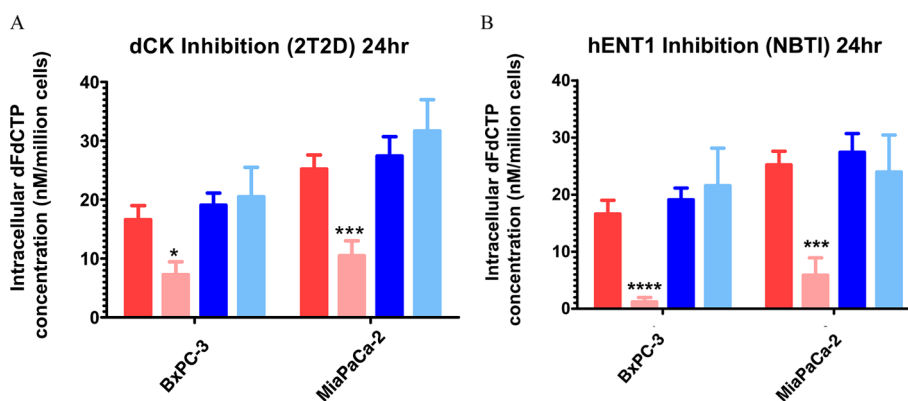 A
dCK Inhibition (2T2D) 24hr
Intracellular dFdCTP
concentration (nM/million cells)
40
30
20
10
0
*
***
BxPC-3
MiaPaCa-2
B
hENT1 Inhibition (NBTI) 24hr
Intracellular dFdCTP
concentration (nM/million cells)
40
30
20
10
0
****
***
BxPC-3
MiaPaCa-2